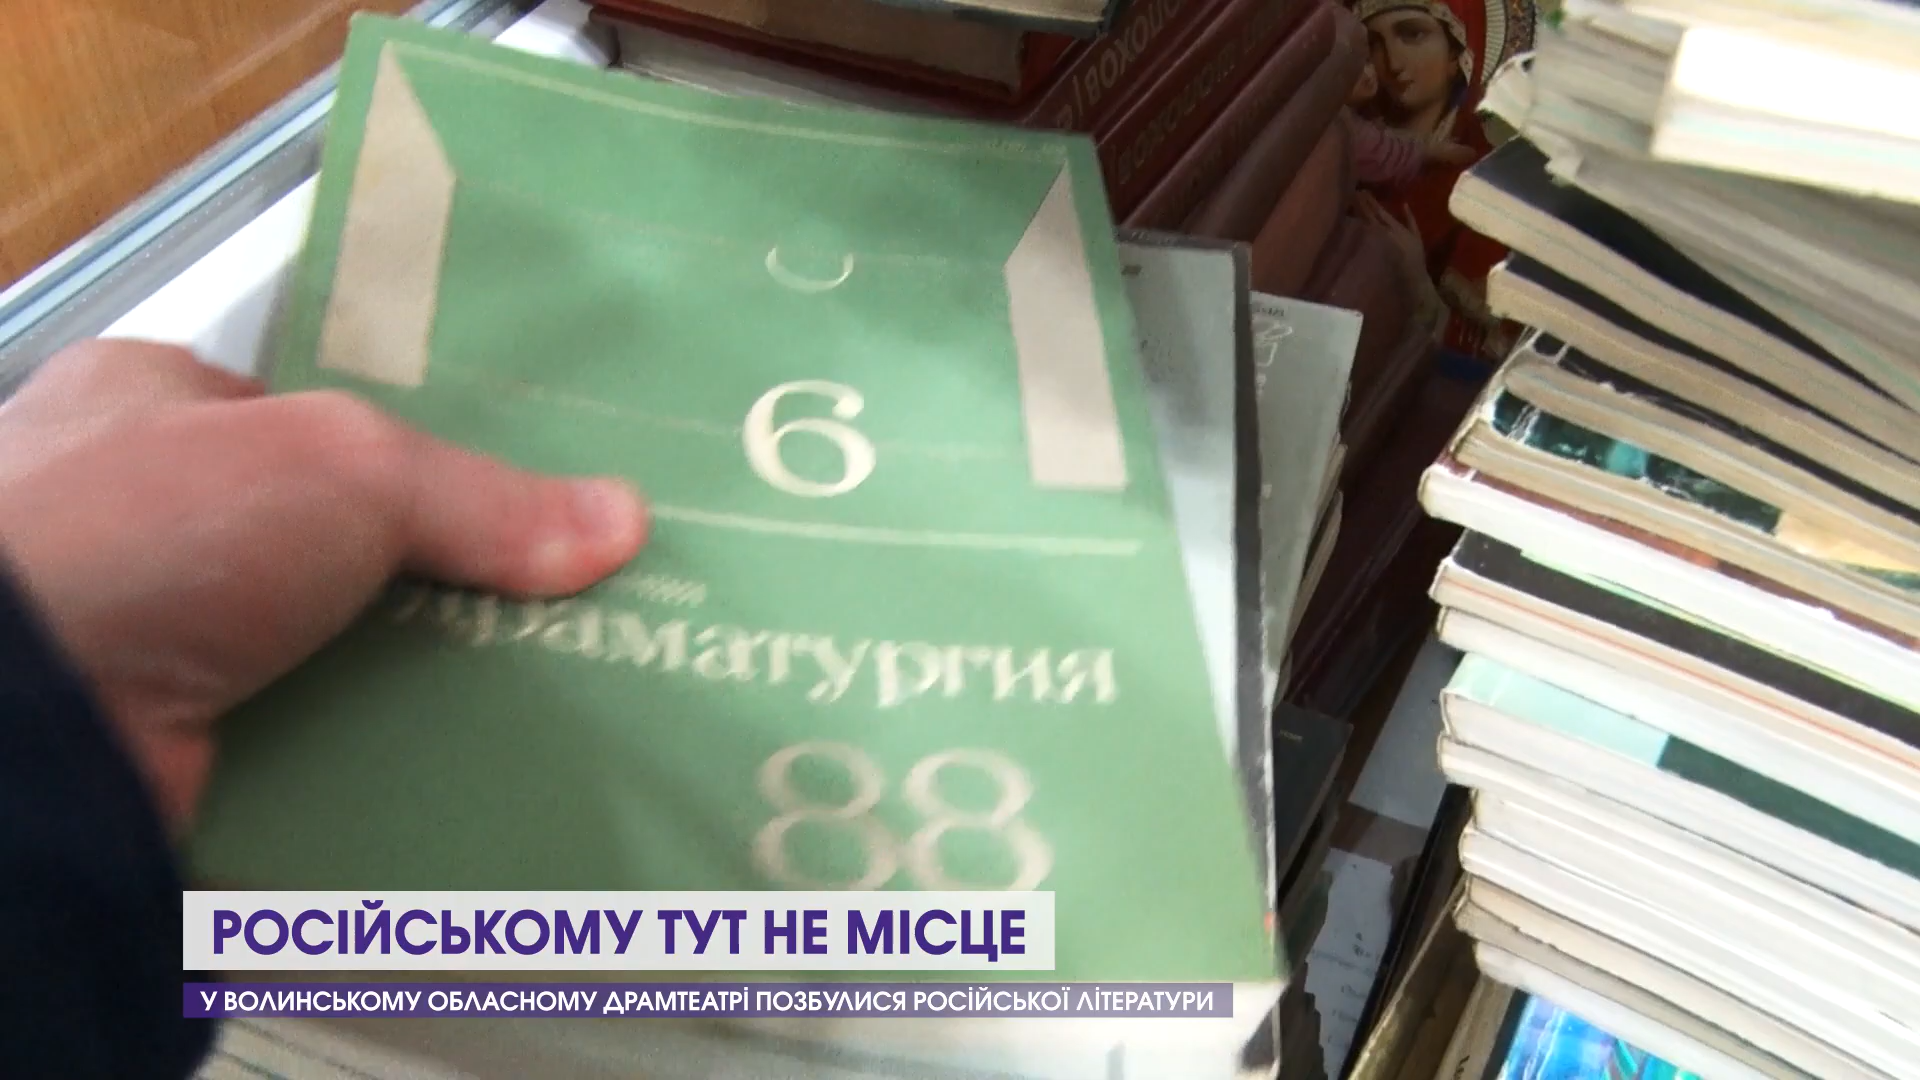 6
Драматургия
88
РОСІЙСЬКОМУ ТУТ НЕ МІСЦЕ
У ВОЛИНСЬКОМУ ОБЛАСНОМУ ДРАМТЕАТРІ ПОЗБУЛИСЯ РОСІЙСЬКОЇ ЛІТЕРАТУРИ